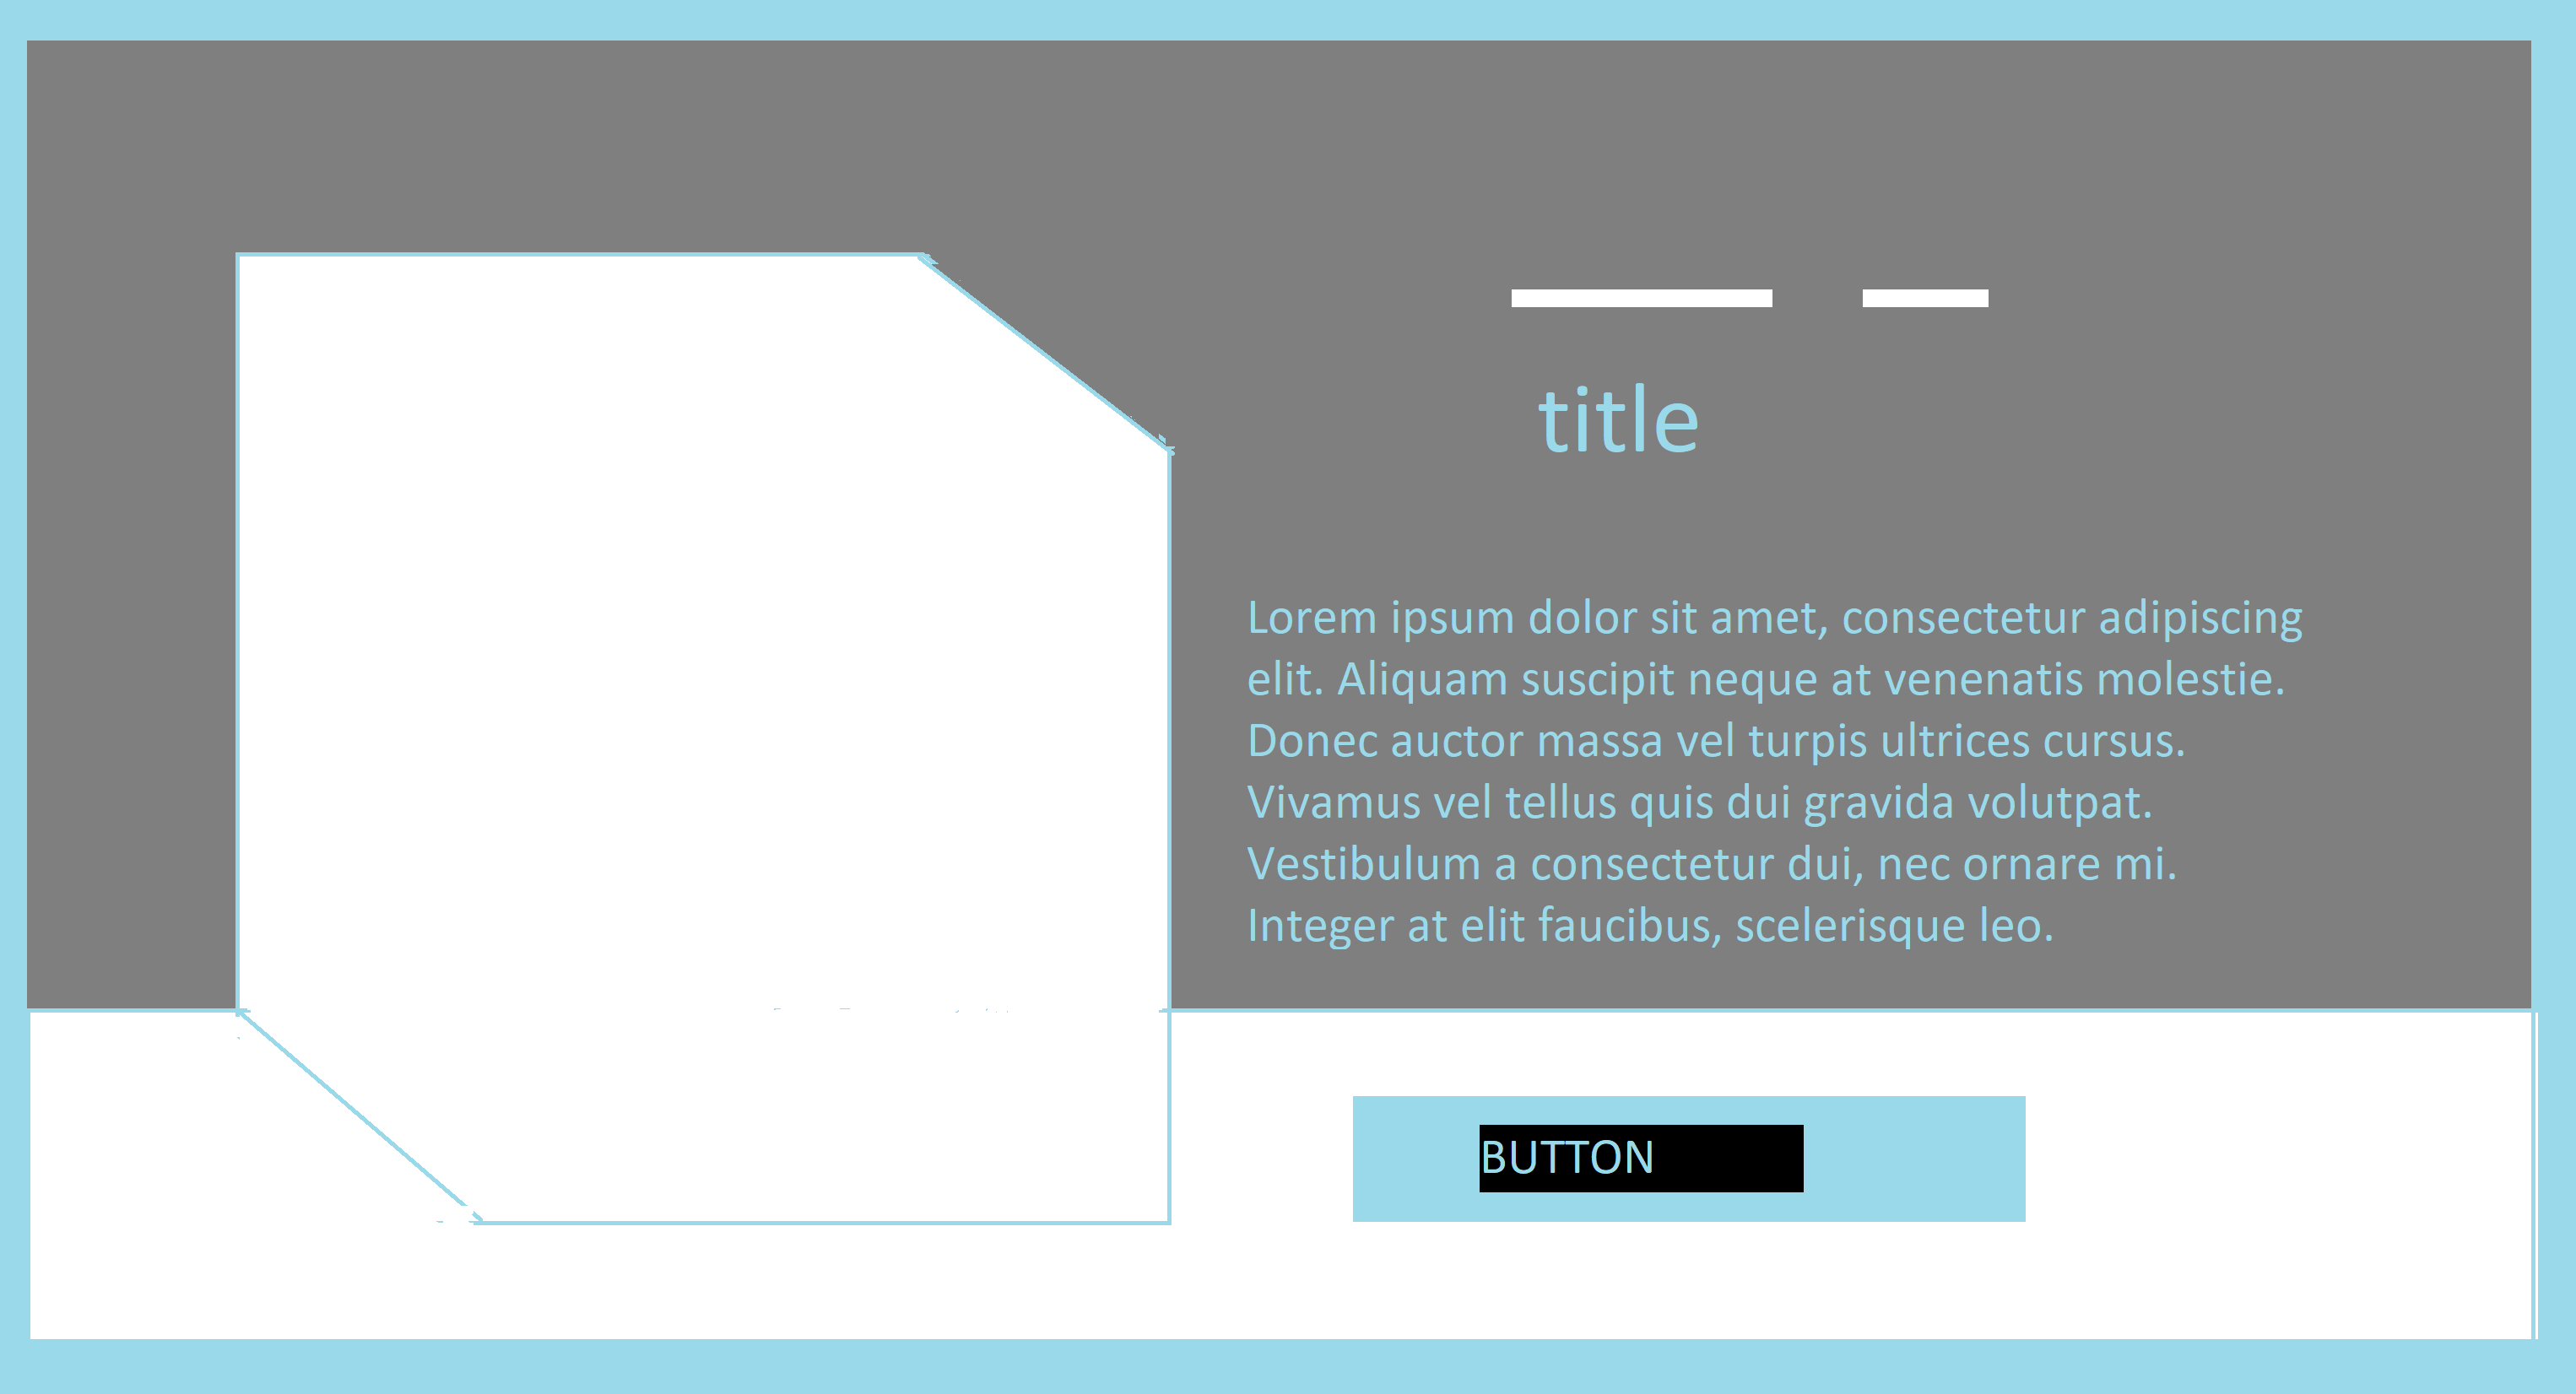 title
Lorem ipsum dolor sit amet, consectetur adipiscing
elit. Aliquam suscipit neque at venenatis molestie.
Donec auctor massa vel turpis ultrices cursus.
Vivamus vel tellus quis dui gravida volutpat.
Vestibulum a consectetur dui, nec ornare mi.
Integer at elit faucibus, scelerisque leo.
BUTTON